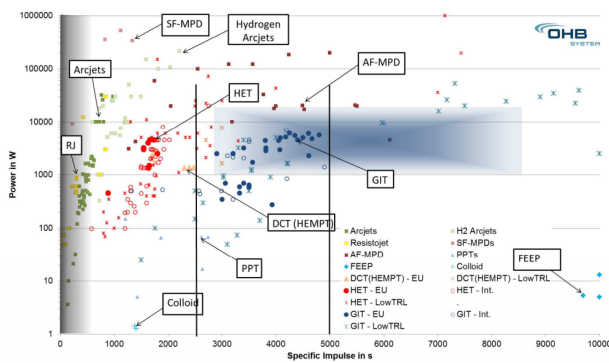 SF-MPD
Hydrogen
Arcjets
OHB
SYSTEM
Arcjets
HET
AF-MPD
RJ
GIT
DCT (HEMPT)
PPT
FEEP
Colloid
Power in W
1000000
100000
10000
1000
100
10
1
Arcjets
H2 Arcjets
Resistojet
SF-MPDs
AF-MPD
PPTs
FEEP
Colloid
DCT(HEMPT) - EU
DCT(HEMPT) - LowTRL
HET - EU
HET - Int.
HET - LowTRL
.
GIT - EU
GIT - Int.
GIT - LowTRL
0
1000
2000
3000
4000
5000
6000
7000
8000
9000
10000
Specific Impulse in s